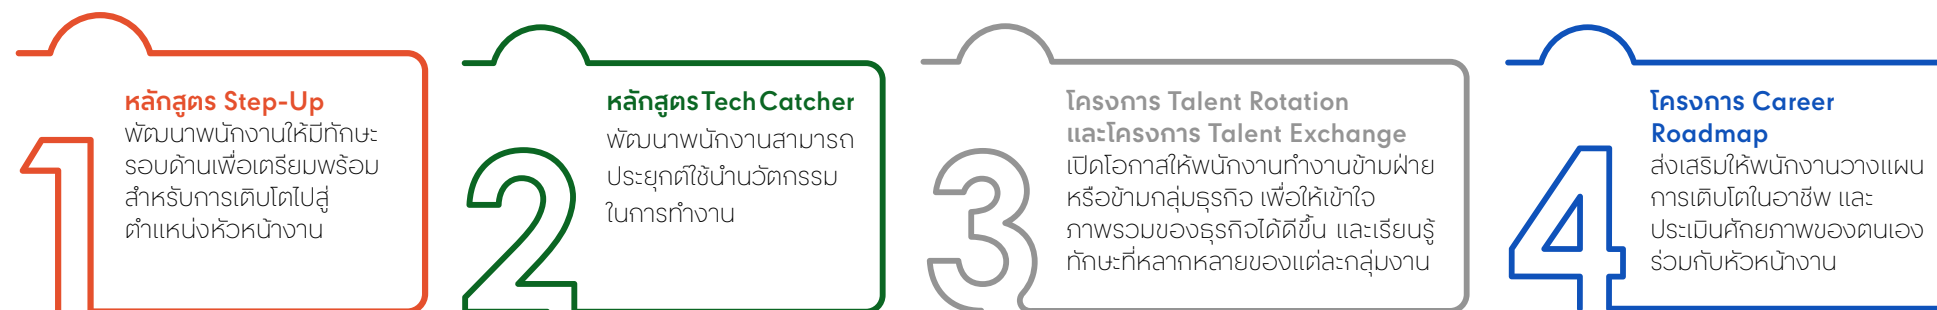 1
หลักสูตร Step-Up
พัฒนาพนักงานให้มีทักษะ
รอบด้านเพื่อเตรียมพร้อม
สำหรับการเติบโตไปสู่
ตำแหน่งหัวหน้างาน
2
หลักสูตร Tech Catcher
พัฒนาพนักงานสามารถ
ประยุกต์ใช้นำนวัตกรรม
ในการทำงาน
3
โครงการ Talent Rotation
และโครงการ Talent Exchange
เปิดโอกาสให้พนักงานทำงานข้ามฝ่าย
หรือข้ามกลุ่มธุรกิจ เพื่อให้เข้าใจ
ภาพรวมของธุรกิจได้ดีขึ้น และเรียนรู้
ทักษะที่หลากหลายของแต่ละกลุ่มงาน
4
โครงการ Career
Roadmap
ส่งเสริมให้พนักงานวางแผน
การเติบโตในอาชีพ และ
ประเมินศักยภาพของตนเอง
ร่วมกับหัวหน้างาน